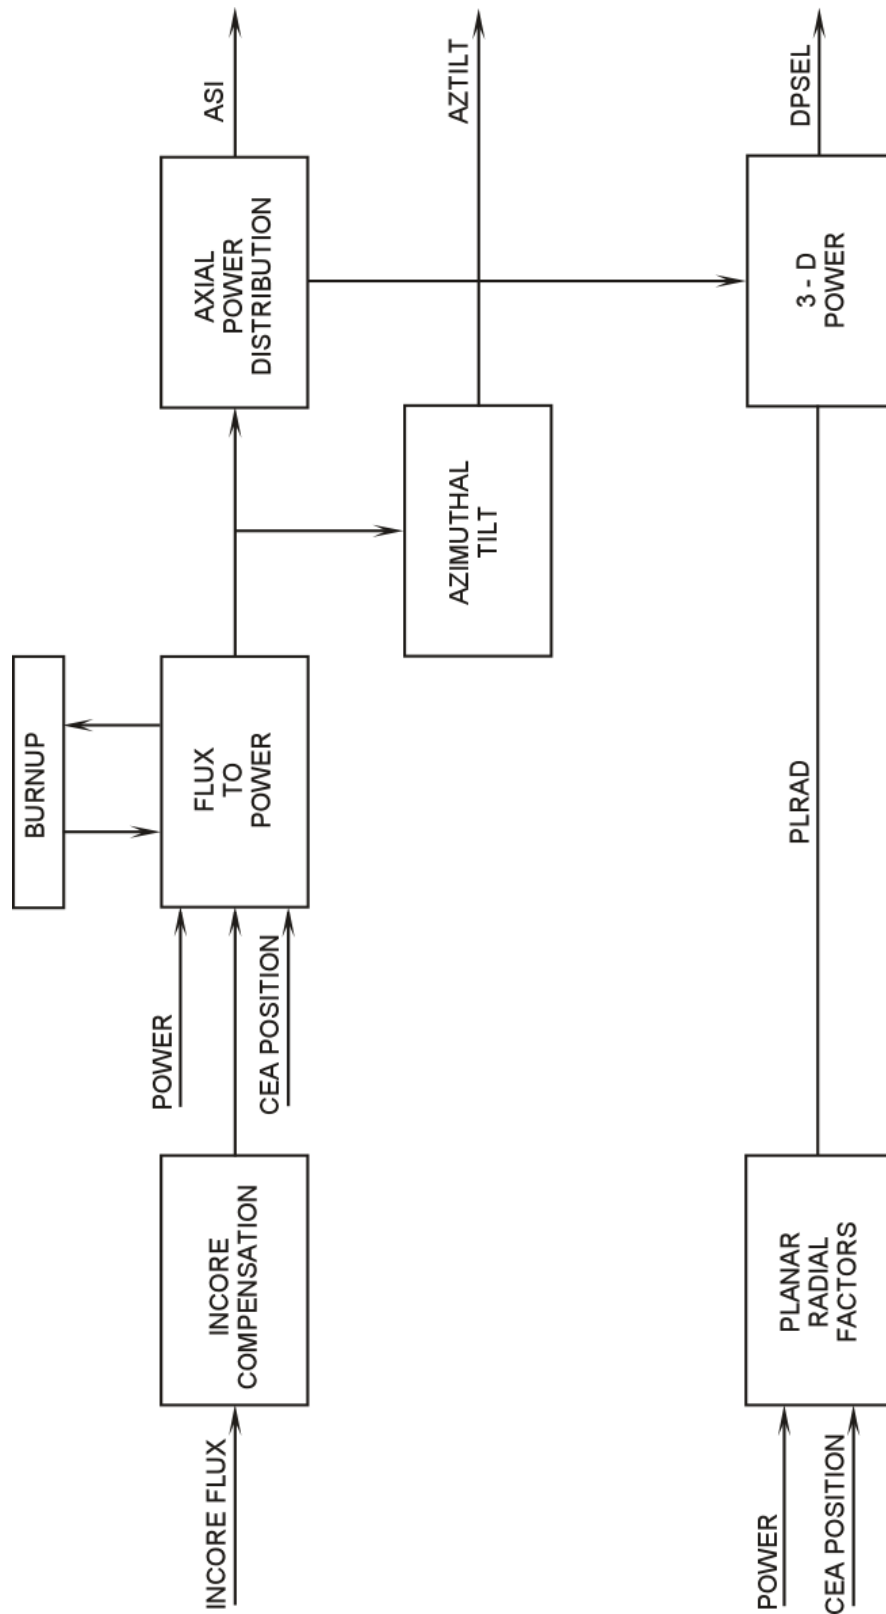 BURNUP
INCORE FLUX
INCORE
COMPENSATION
POWER
CEA POSITION
FLUX
TO
POWER
AXIAL
POWER
DISTRIBUTION
ASI
AZIMUTHAL
TILT
AZTILT
POWER
CEA POSITION
PLANAR
RADIAL
FACTORS
PLRAD
3 - D
POWER
DPSEL